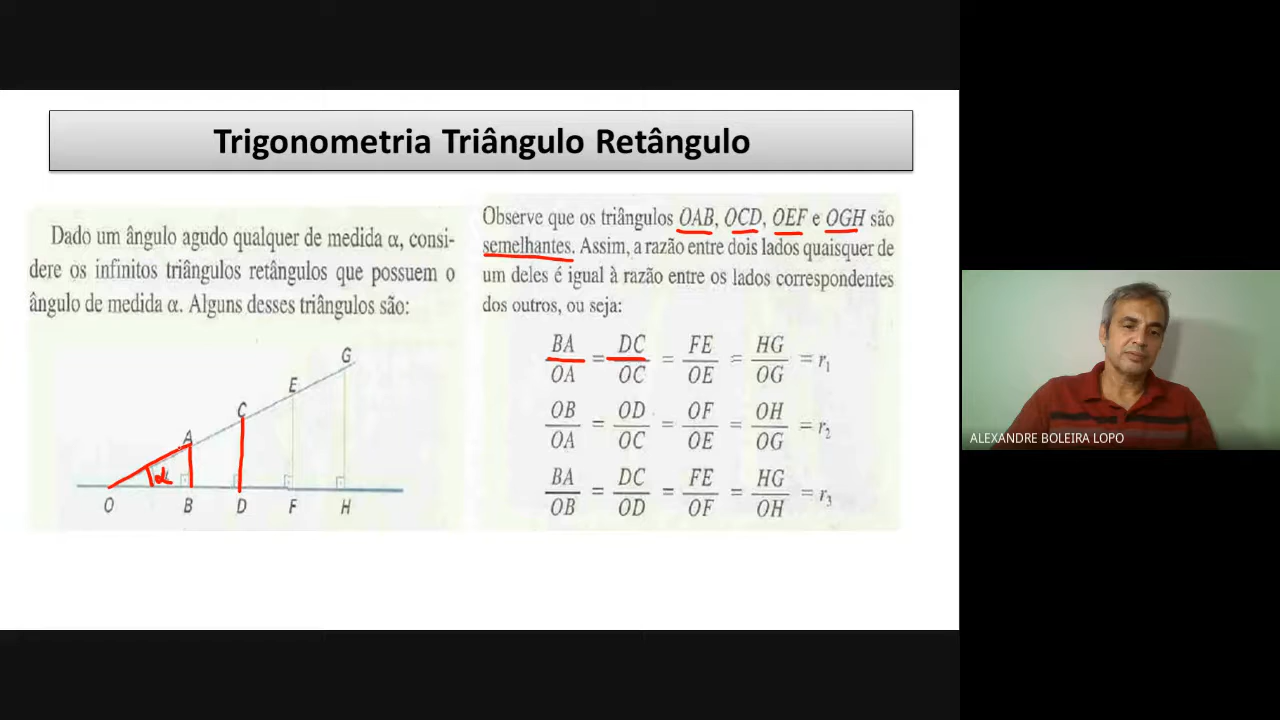 Trigonometria Triângulo Retângulo
Dado um ângulo agudo qualquer de medida α, consi-
dere os infinitos triângulos retângulos que possuem o
ângulo de medida α. Alguns desses triângulos são:
G
E
C
A
α
O B D F H
Observe que os triângulos OAB, OCD, OEF e OGH são
semelhantes. Assim, a razão entre dois lados quaisquer de
um deles é igual à razão entre os lados correspondentes
dos outros, ou seja:
BA/OA = DC/OC = FE/OE = HG/OG = r₁
OB/OA = OD/OC = OF/OE = OH/OG = r₂
BA/OB = DC/OD = FE/OF = HG/OH = r₃
ALEXANDRE BOLEIRA LOPO